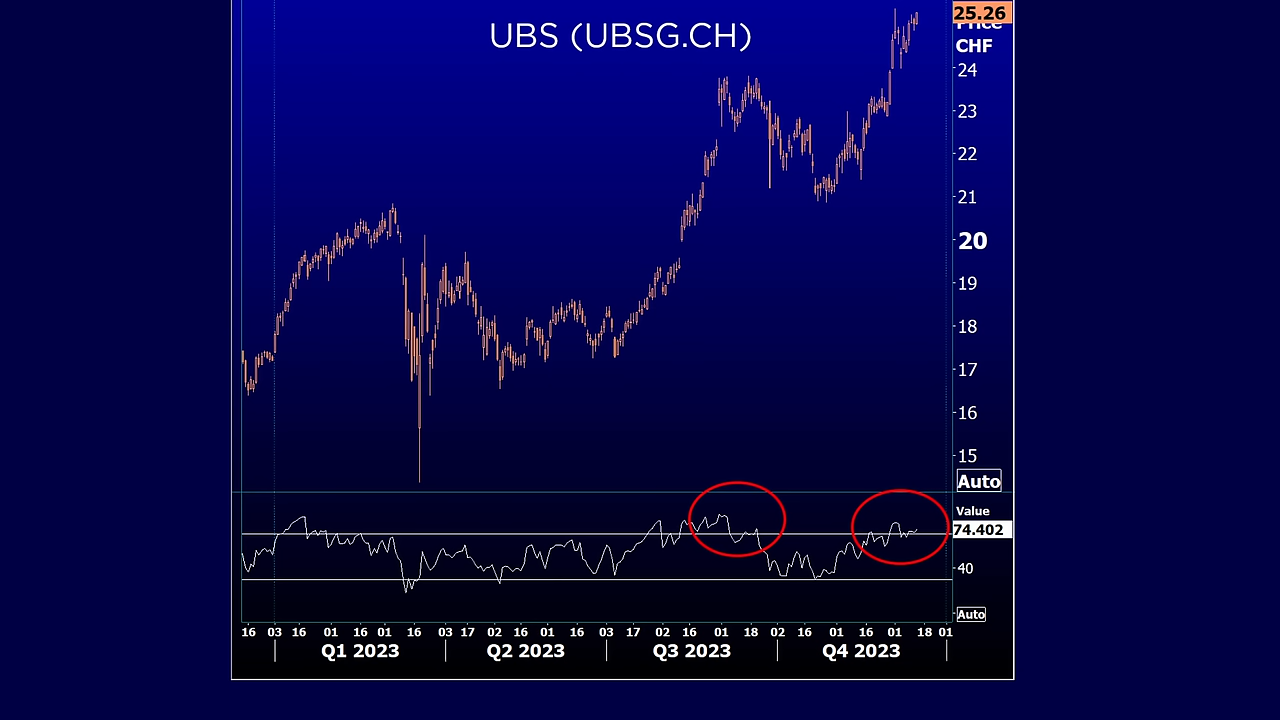 UBS (UBSG.CH)
25.26
Price
CHF
24
23
22
21
20
19
18
17
16
15
Auto
Value
74.402
40
Auto
16 03 16 01 16 01 16 03 17 02 16 01 16 03 17 02 16 01 18 02 16 01 16 01 18 01
Q1 2023 Q2 2023 Q3 2023 Q4 2023